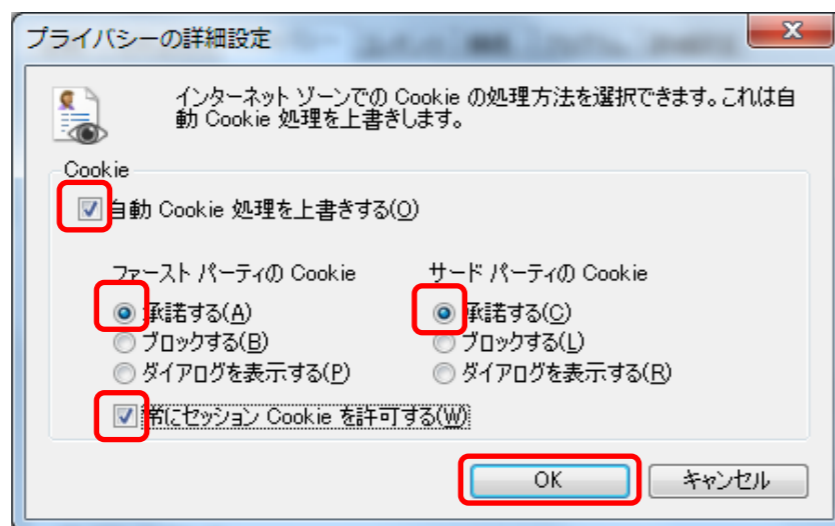 プライバシーの詳細設定
インターネット ゾーンでの Cookie の処理方法を選択できます。これは自
動 Cookie 処理を上書きします。
Cookie
自動 Cookie 処理を上書きする(O)
ファースト パーティの Cookie
サード パーティの Cookie
承諾する(A)
承諾する(C)
ブロックする(B)
ブロックする(L)
ダイアログを表示する(P)
ダイアログを表示する(R)
常にセッション Cookie を許可する(W)
OK
キャンセル